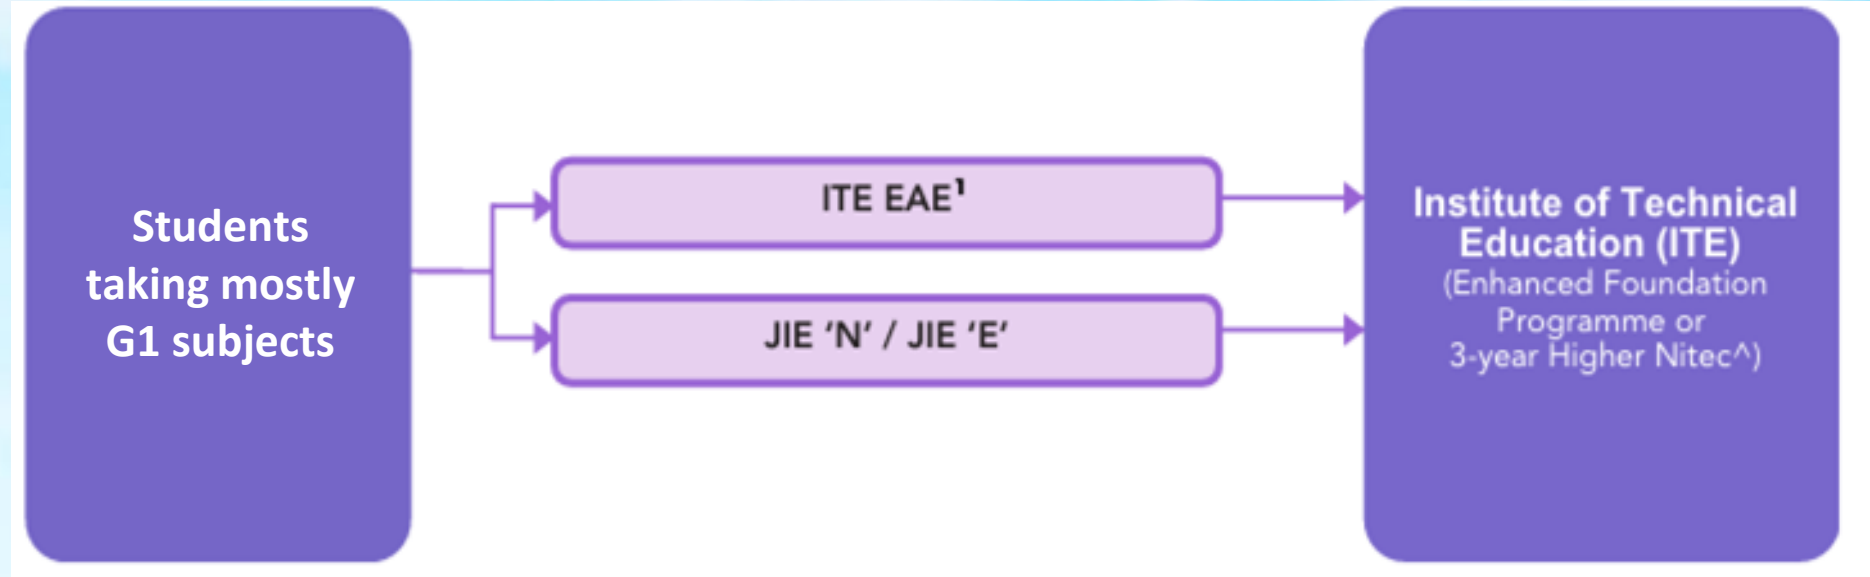 Students
taking mostly
G1 subjects
ITE EAE¹
JIE ‘N’ / JIE ‘E’
Institute of Technical
Education (ITE)
(Enhanced Foundation
Programme or
3-year Higher Nitec^)